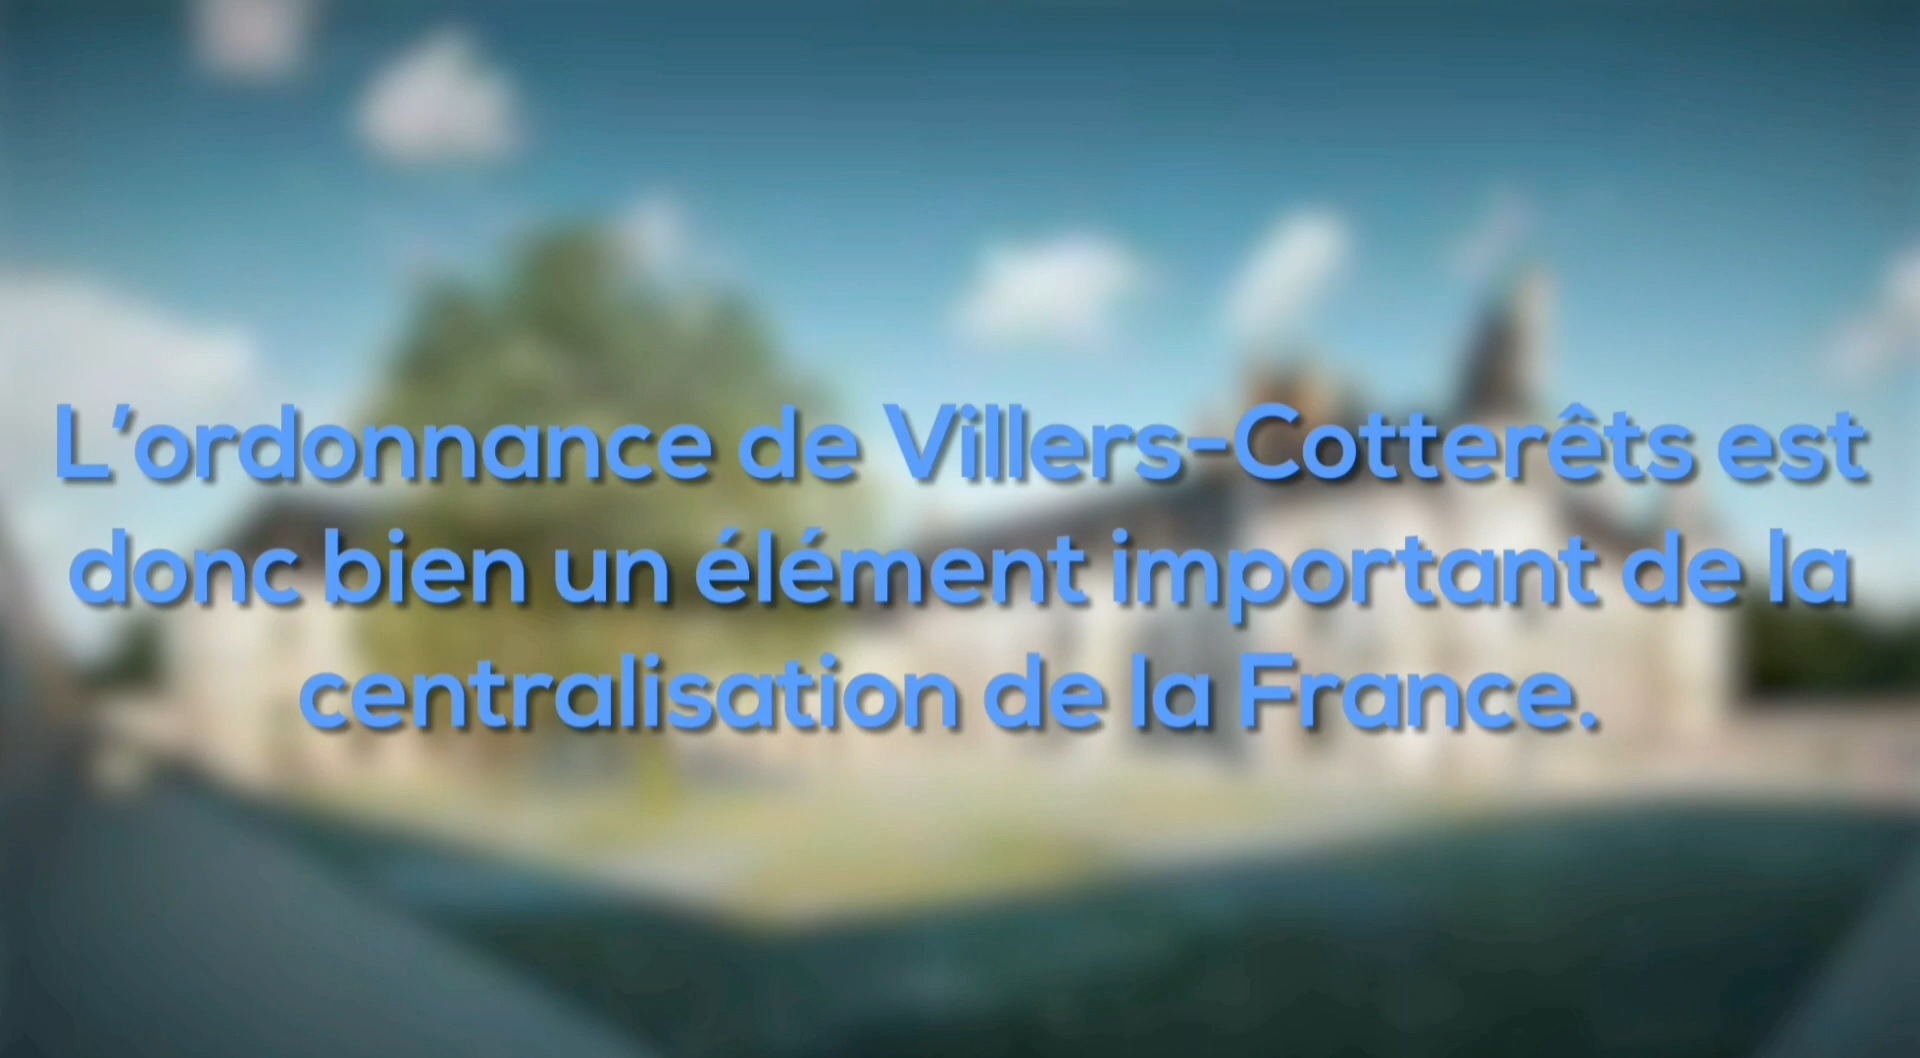 L’ordonnance de Villers-Cotterêts est
donc bien un élément important de la
centralisation de la France.